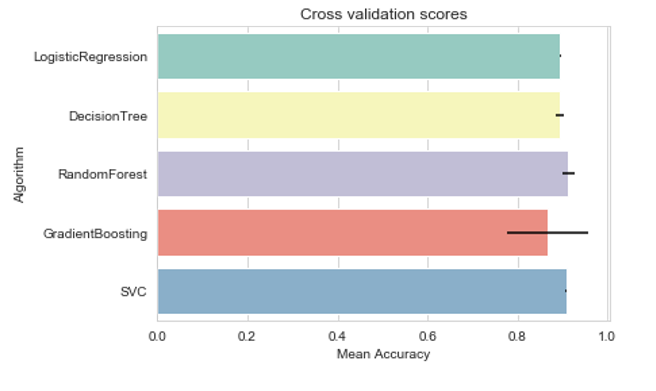 Cross validation scores
LogisticRegression
DecisionTree
RandomForest
GradientBoosting
SVC
Algorithm
0.0 0.2 0.4 0.6 0.8 1.0
Mean Accuracy